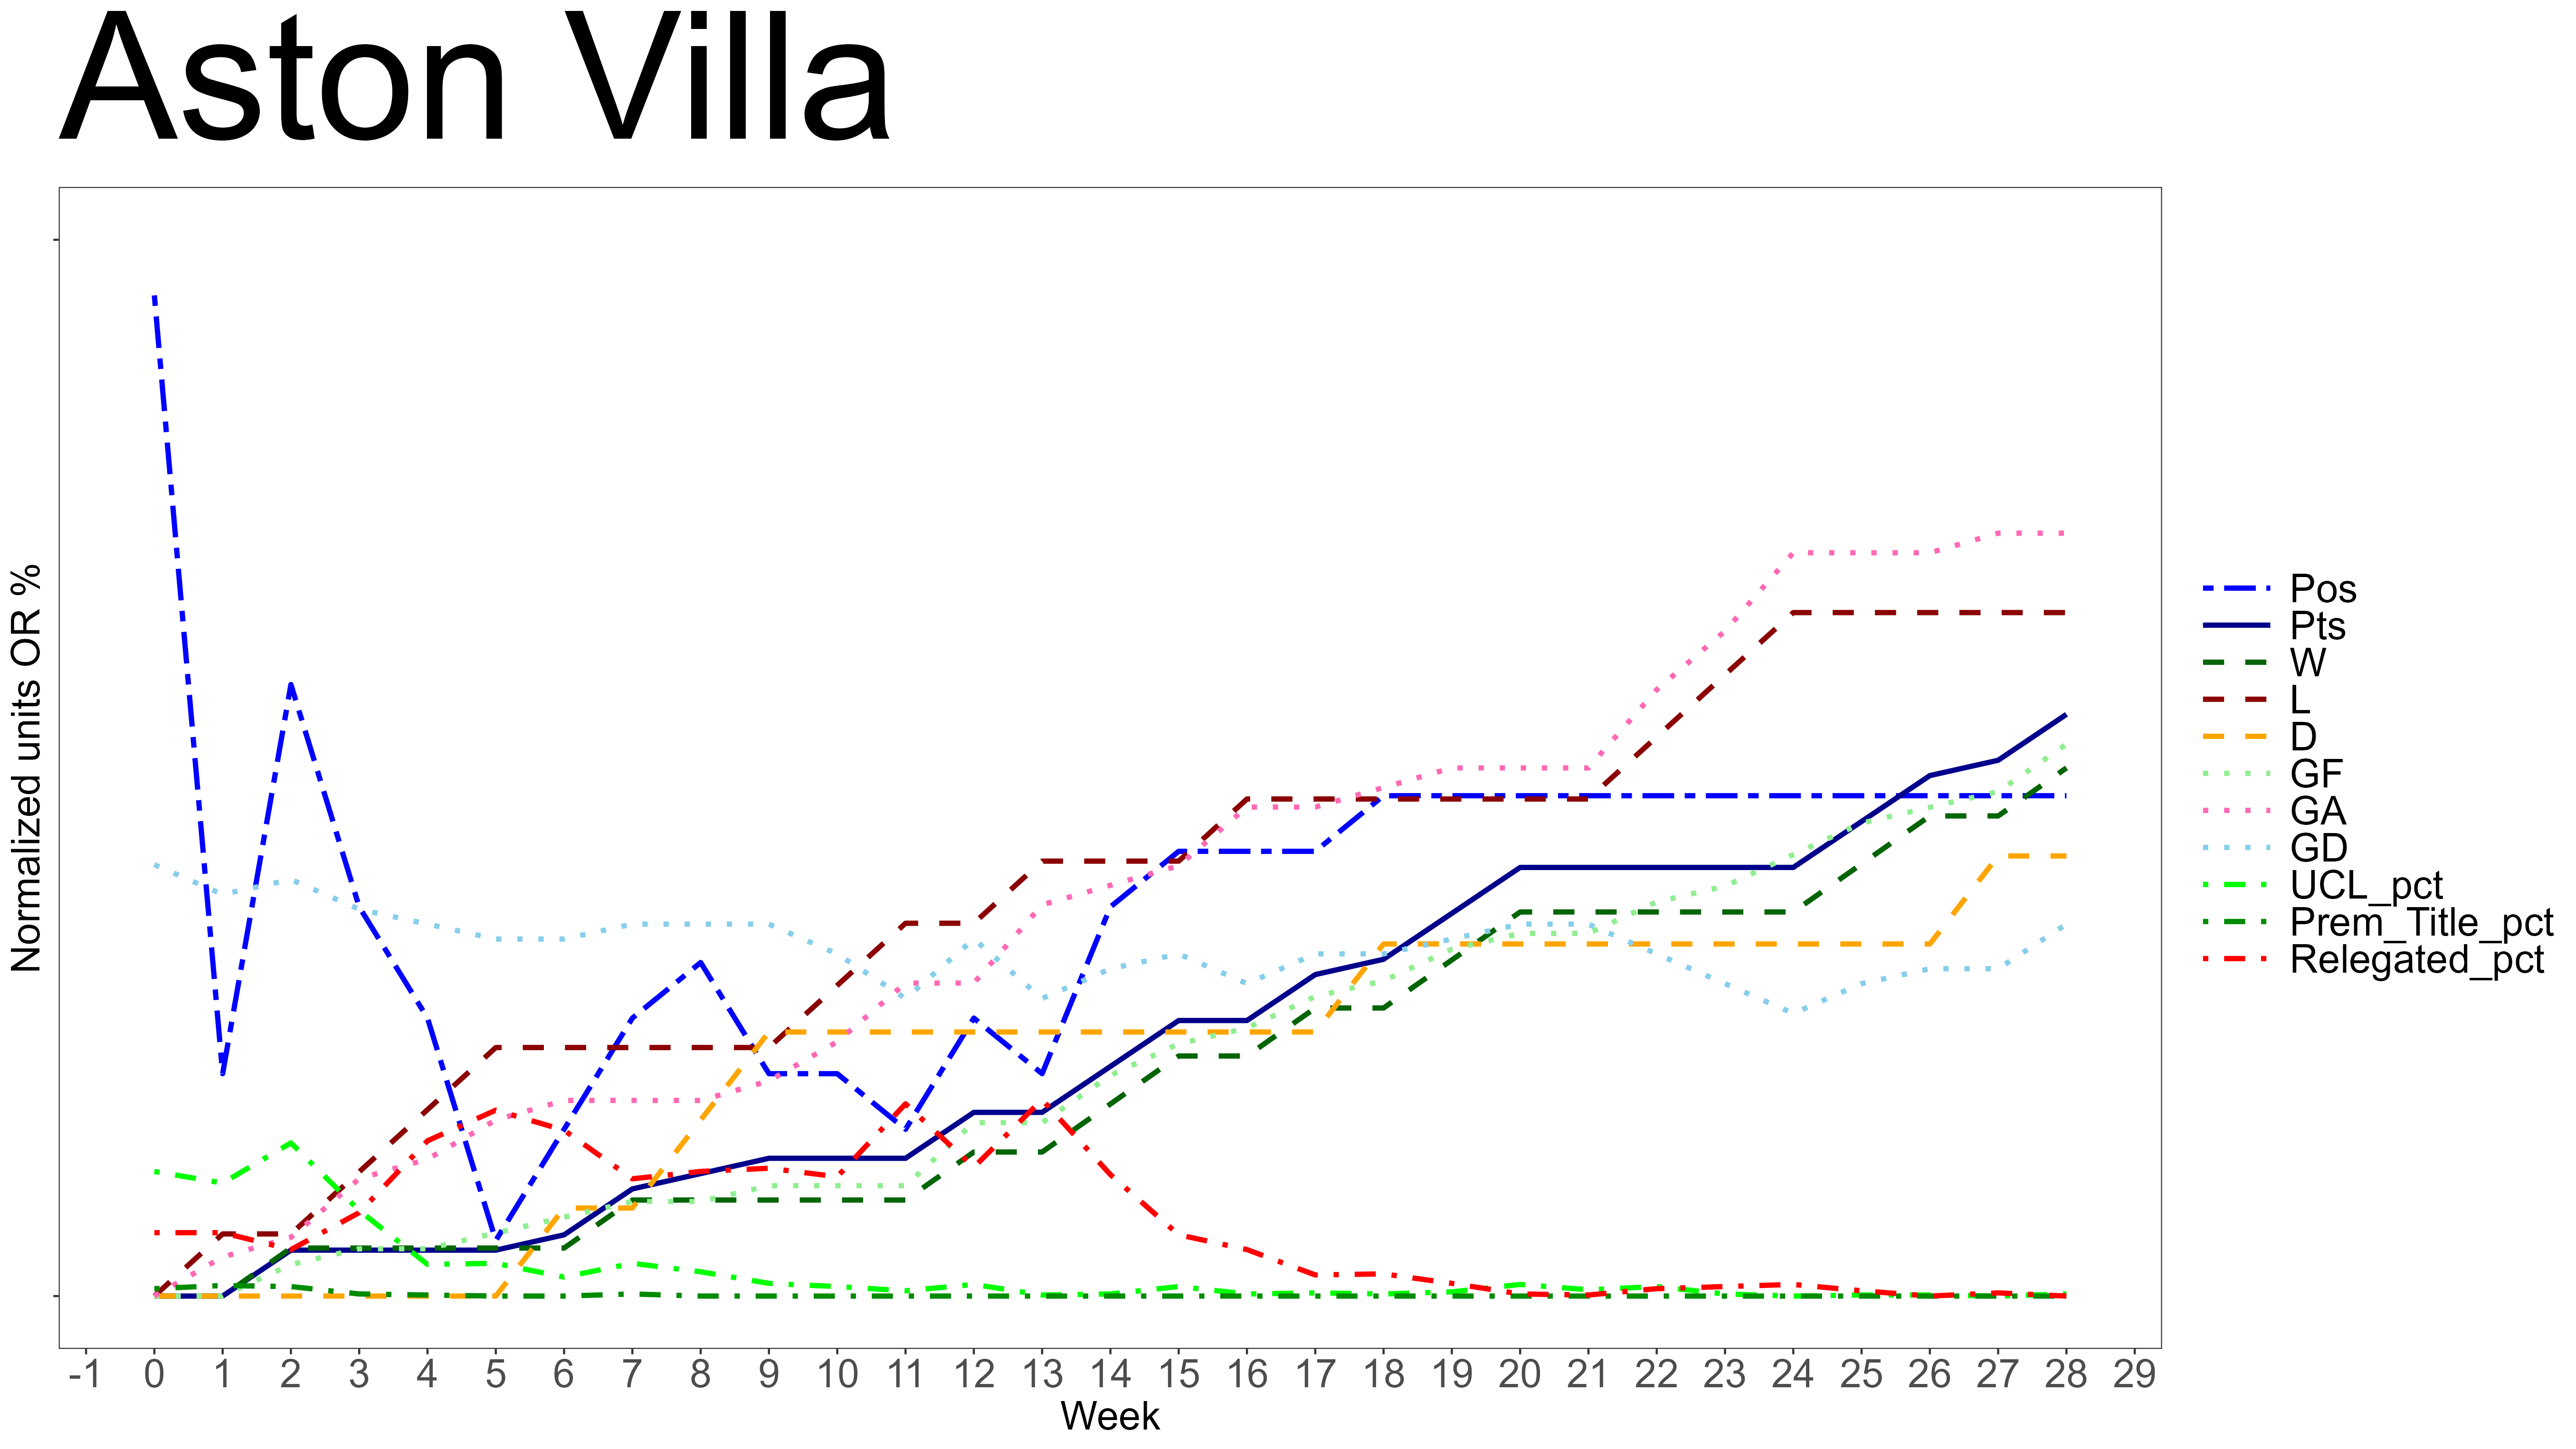 Aston Villa
Normalized units OR %
Pos
Pts
W
L
D
GF
GA
GD
UCL_pct
Prem_Title_pct
Relegated_pct
-1 0 1 2 3 4 5 6 7 8 9 10 11 12 13 14 15 16 17 18 19 20 21 22 23 24 25 26 27 28 29
Week